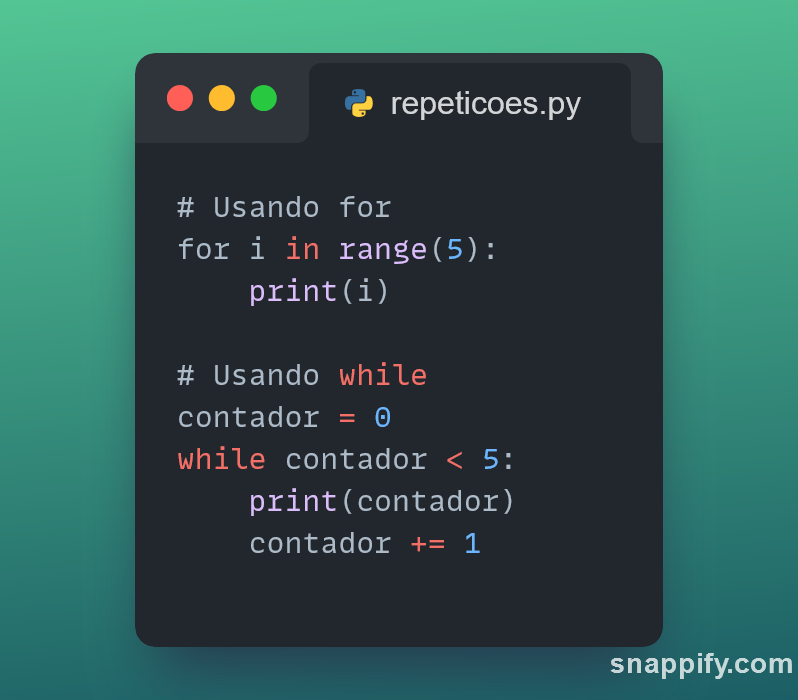 repeticoes.py
# Usando for
for i in range(5):
    print(i)
# Usando while
contador = 0
while contador < 5:
    print(contador)
    contador += 1
snappify.com